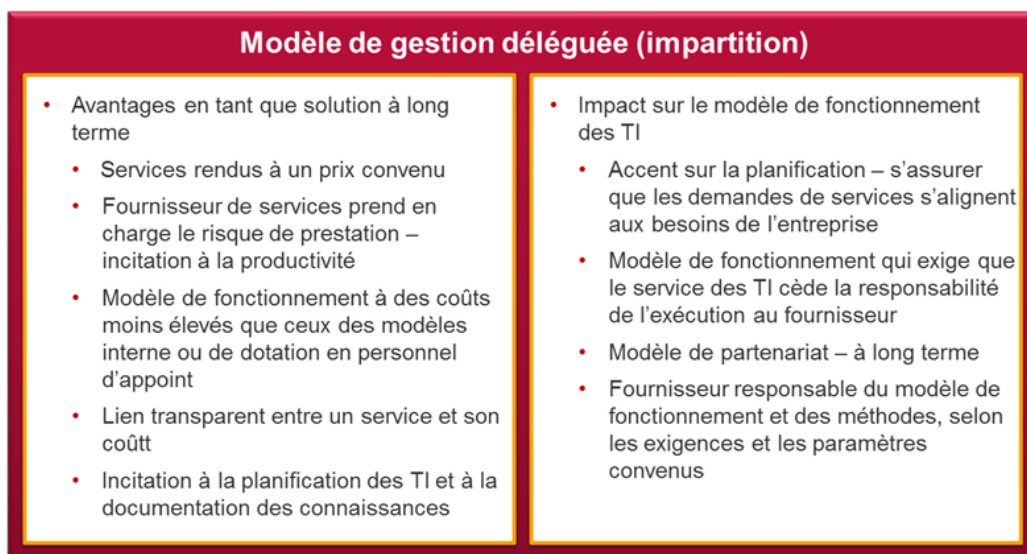 Modèle de gestion déléguée (impartition)
• Avantages en tant que solution à long
terme
• Services rendus à un prix convenu
• Fournisseur de services prend en
charge le risque de prestation –
incitation à la productivité
• Modèle de fonctionnement à des coûts
moins élevés que ceux des modèles
interne ou de dotation en personnel
d'appoint
• Lien transparent entre un service et son
coûtt
• Incitation à la planification des TI et à la
documentation des connaissances
• Impact sur le modèle de fonctionnement
des TI
• Accent sur la planification – s'assurer
que les demandes de services s'alignent
aux besoins de l'entreprise
• Modèle de fonctionnement qui exige que
le service des TI cède la responsabilité
de l'exécution au fournisseur
• Modèle de partenariat – à long terme
• Fournisseur responsable du modèle de
fonctionnement et des méthodes, selon
les exigences et les paramètres
convenus